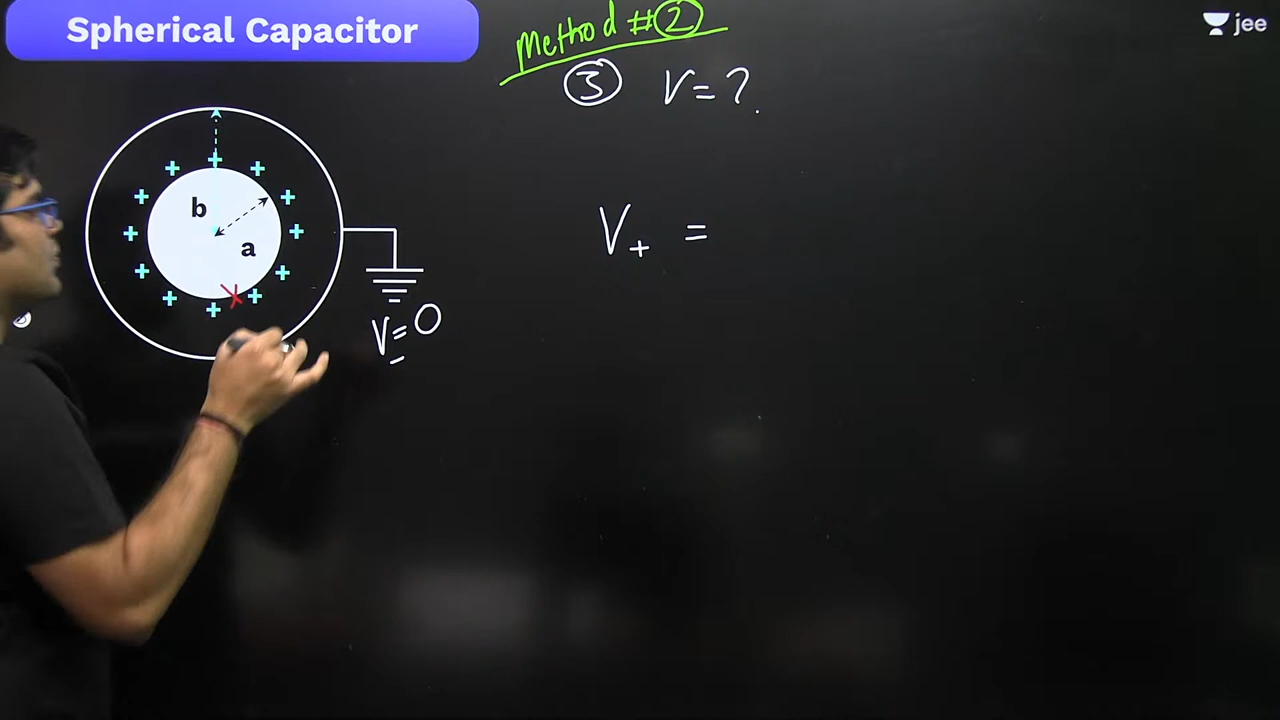 Spherical Capacitor
Method #②
jee
③ V = ?
b
a
V₊ =
V = 0